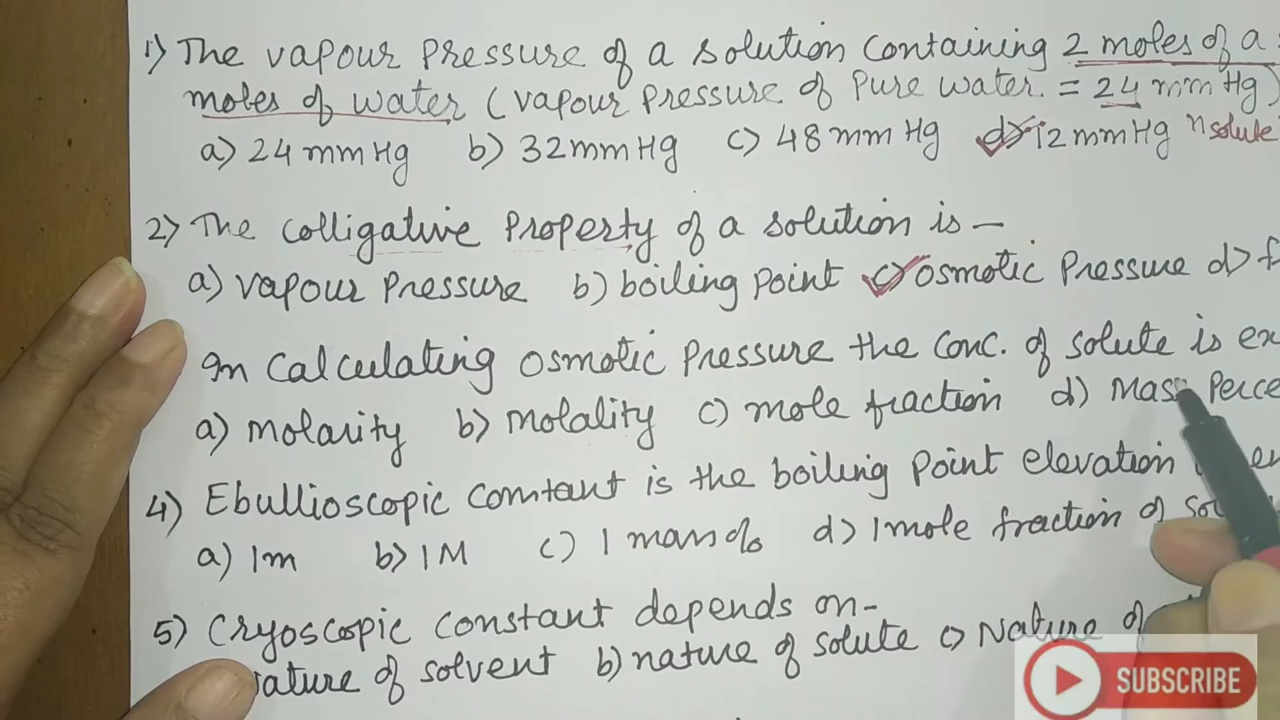 1) The vapour pressure of a solution containing 2 moles of a
moles of water (vapour pressure of pure water = 24 mm Hg)
a) 24 mm Hg b) 32 mm Hg c) 48 mm Hg d) 12 mm Hg n solute
2) The colligative property of a solution is –
a) vapour pressure b) boiling point c) osmotic pressure d)
In calculating osmotic pressure the conc. of solute is
a) molarity b) molality c) mole fraction d) Mass
4) Ebullioscopic constant is the boiling point elevation
a) 1m b) 1M c) 1 mass % d) 1 mole fraction of
5) Cryoscopic constant depends on –
of solvent b) nature of solute c) Nature of
SUBSCRIBE